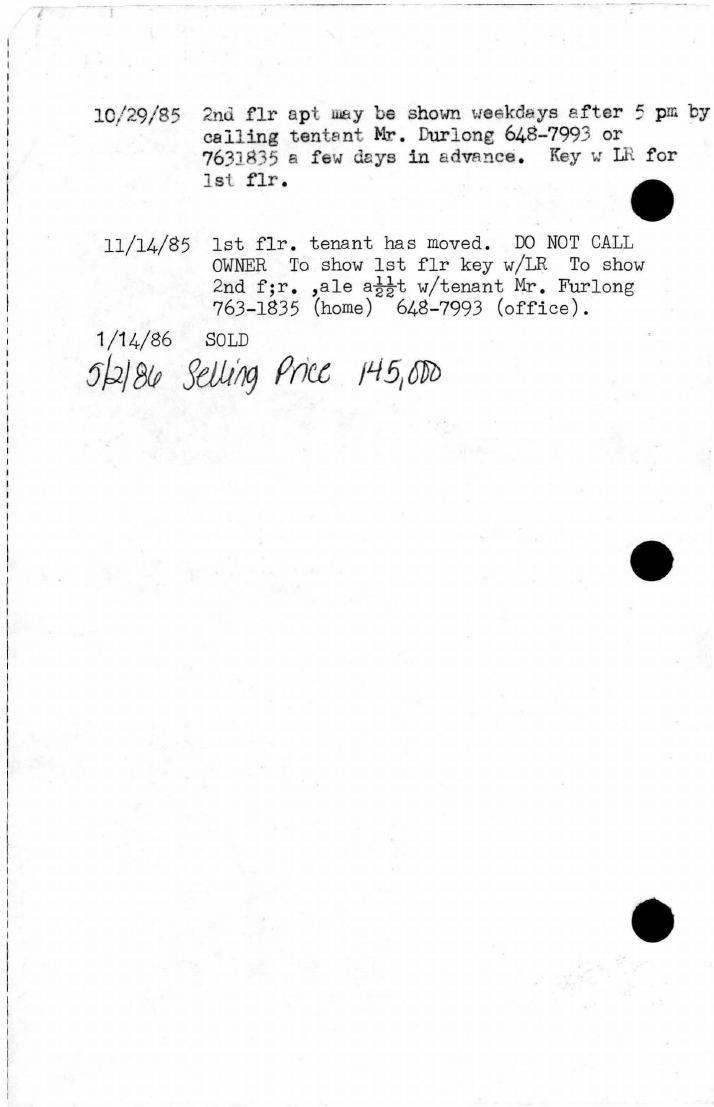 10/29/85 2nd flr apt may be shown weekdays after 5 pm by
calling tentant Mr. Durlong 648-7993 or
7631835 a few days in advance. Key w LR for
1st flr.
11/14/85 1st flr. tenant has moved. DO NOT CALL
OWNER To show 1st flr key w/LR To show
2nd f;r. ,ale a½½t w/tenant Mr. Furlong
763-1835 (home) 648-7993 (office).
1/14/86 SOLD
5/2/86 Selling Price 145,000